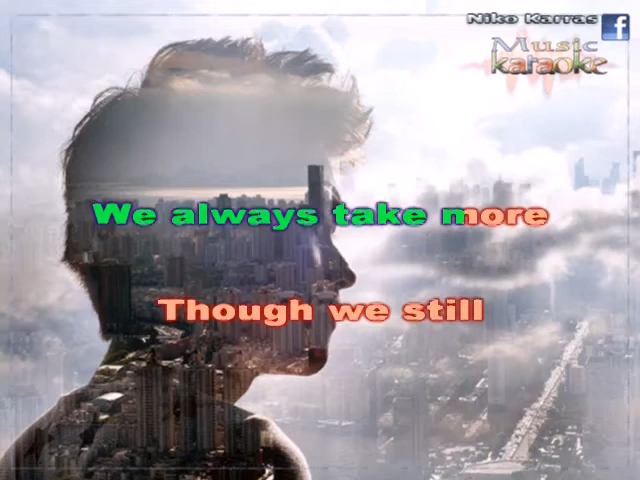 Niko Karras f
Music
karaoke
We always take more
Though we still